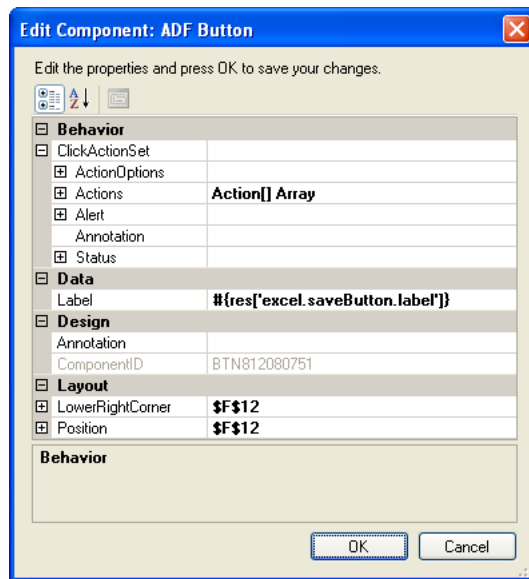 Edit Component: ADF Button
Edit the properties and press OK to save your changes.
Behavior
ClickActionSet
ActionOptions
Actions Action[] Array
Alert
Annotation
Status
Data
Label #{res['excel.saveButton.label']}
Design
Annotation
ComponentID BTN812080751
Layout
LowerRightCorner $F$12
Position $F$12
Behavior
OK Cancel